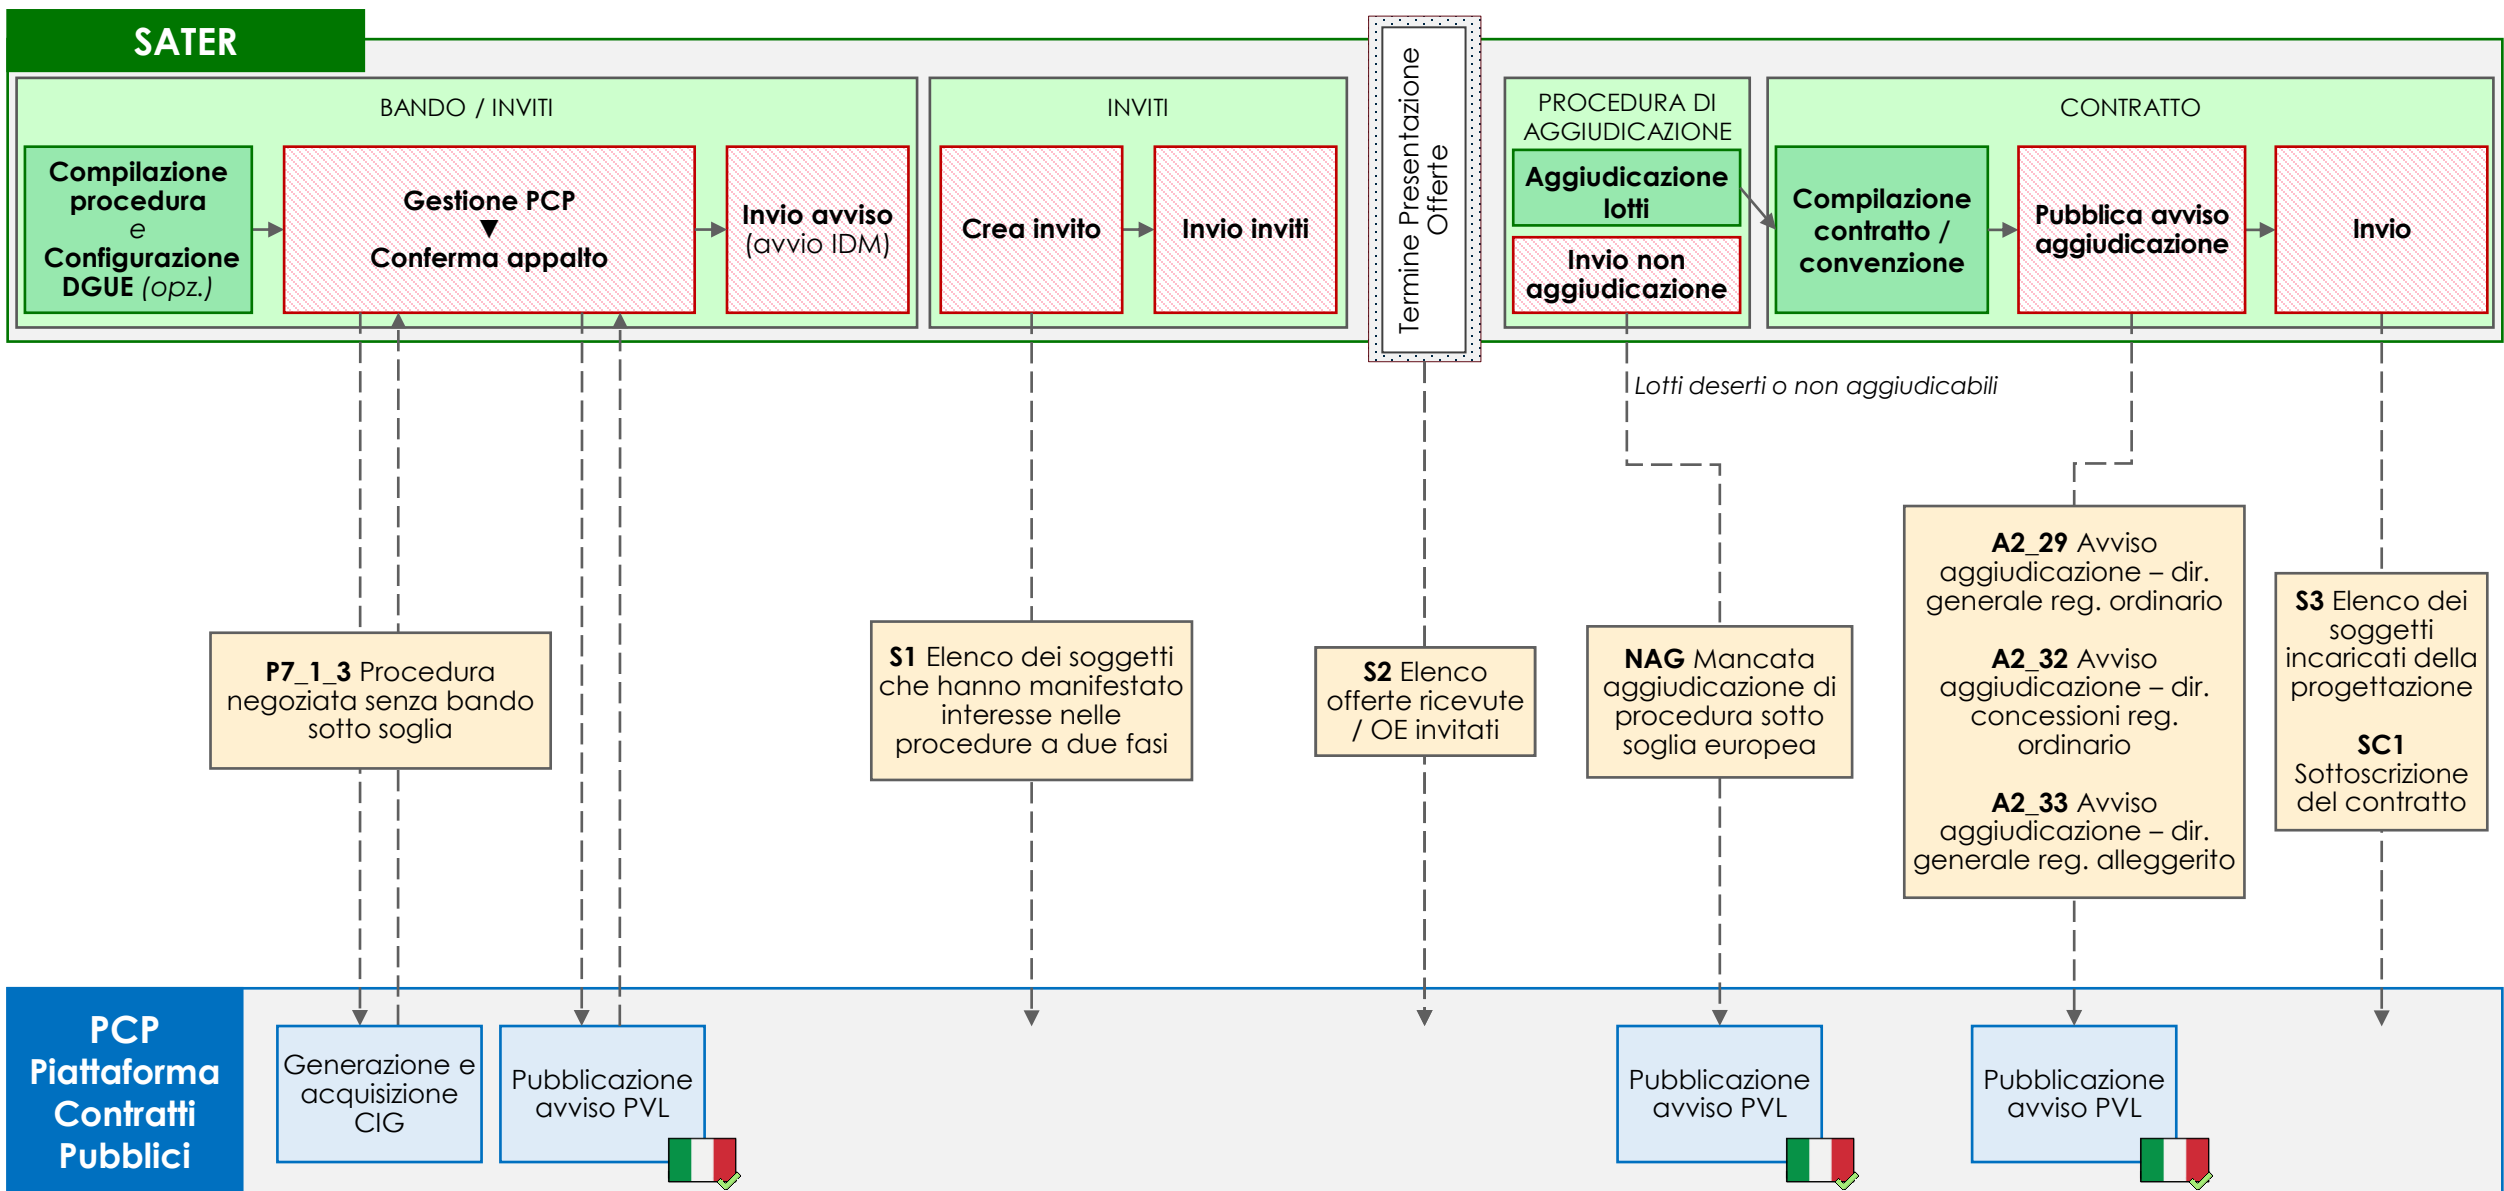 SATER
BANDO / INVITI
Compilazione
procedura
e
Configurazione
DGUE (opz.)
Gestione PCP
▼
Conferma appalto
Invio avviso
(avvio IDM)
INVITI
Crea invito
Invio inviti
Termine Presentazione
Offerte
PROCEDURA DI
AGGIUDICAZIONE
Aggiudicazione
lotti
Invio non
aggiudicazione
CONTRATTO
Compilazione
contratto /
convenzione
Pubblica avviso
aggiudicazione
Invio
Lotti deserti o non aggiudicabili
P7_1_3 Procedura
negoziata senza bando
sotto soglia
S1 Elenco dei soggetti
che hanno manifestato
interesse nelle
procedure a due fasi
S2 Elenco
offerte ricevute
/ OE invitati
NAG Mancata
aggiudicazione di
procedura sotto
soglia europea
A2_29 Avviso
aggiudicazione – dir.
generale reg. ordinario
A2_32 Avviso
aggiudicazione – dir.
concessioni reg.
ordinario
A2_33 Avviso
aggiudicazione – dir.
generale reg. alleggerito
S3 Elenco dei
soggetti
incaricati della
progettazione
SC1
Sottoscrizione
del contratto
PCP
Piattaforma
Contratti
Pubblici
Generazione e
acquisizione
CIG
Pubblicazione
avviso PVL
Pubblicazione
avviso PVL
Pubblicazione
avviso PVL